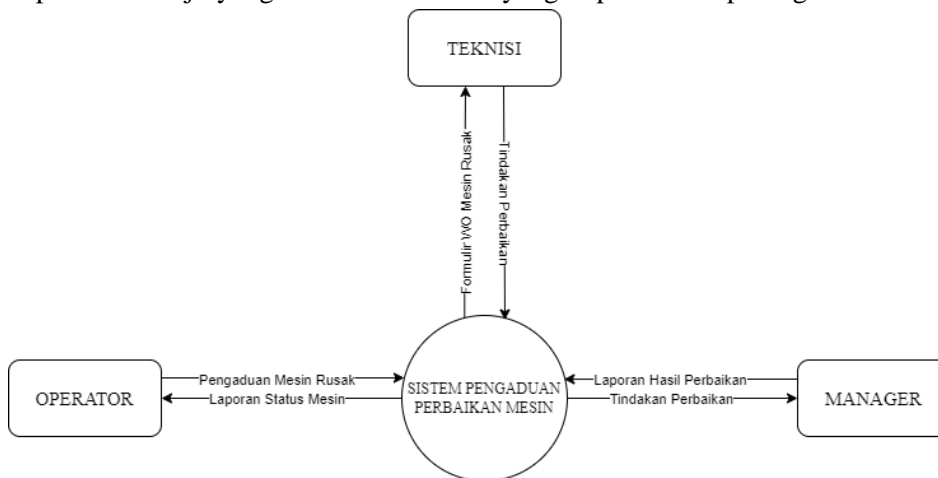 TEKNISI
Formulir WO Mesin Rusak
Tindakan Perbaikan
OPERATOR
Pengaduan Mesin Rusak
Laporan Status Mesin
SISTEM PENGADUAN
PERBAIKAN MESIN
Laporan Hasil Perbaikan
Tindakan Perbaikan
MANAGER